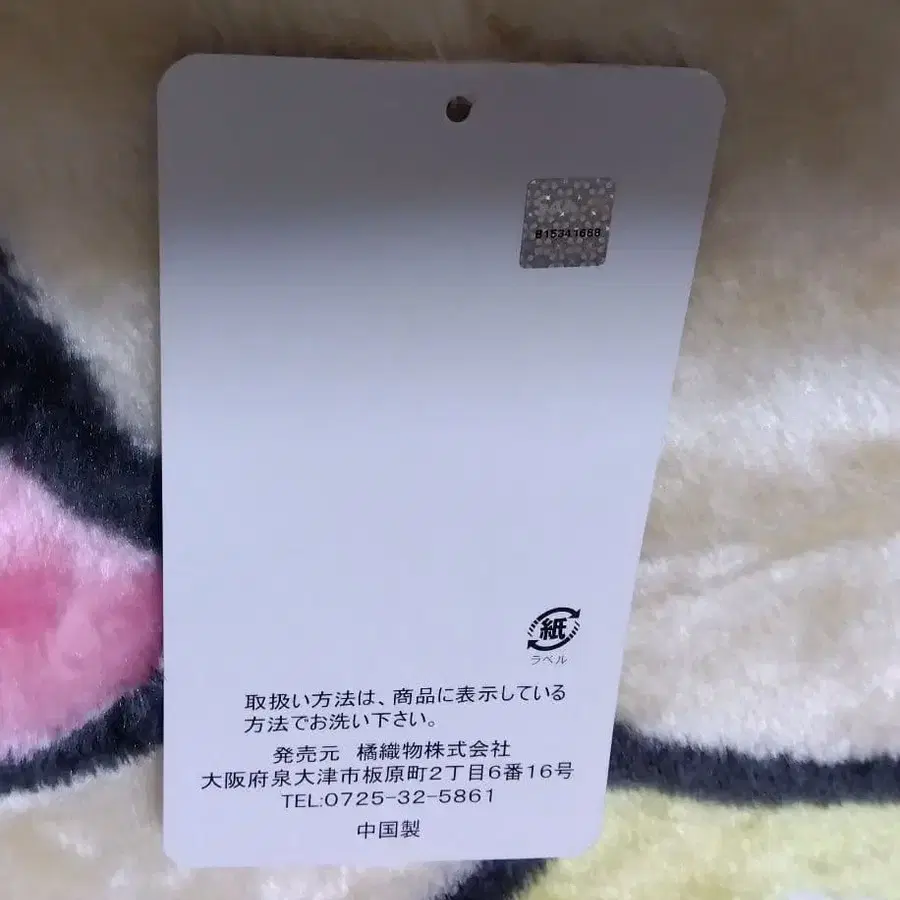 B15341688
紙
ラベル
取扱い方法は、商品に表示している
方法でお洗い下さい。
発売元 橘織物株式会社
大阪府泉大津市板原町2丁目6番16号
TEL:0725-32-5861
中国製